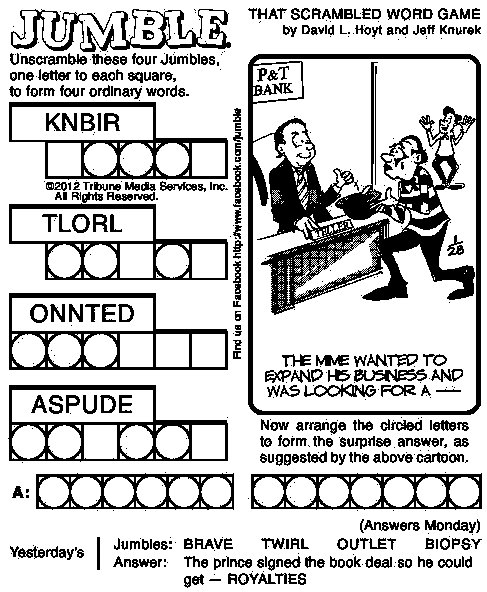 JUMBLE
THAT SCRAMBLED WORD GAME
by David L. Hoyt and Jeff Knurek
Unscramble these four Jumbles,
one letter to each square,
to form four ordinary words.
KNBIR
©2012 Tribune Media Services, Inc.
All Rights Reserved.
TLORL
ONNTED
ASPUDE
Find us on Facebook http://www.facebook.com/jumble
P&T
BANK
TELLER
1
28
THE MIME WANTED TO
EXPAND HIS BUSINESS AND
WAS LOOKING FOR A —
Now arrange the circled letters
to form the surprise answer, as
suggested by the above cartoon.
A:
(Answers Monday)
Yesterday's
Jumbles: BRAVE TWIRL OUTLET BIOPSY
Answer: The prince signed the book deal so he could
get — ROYALTIES